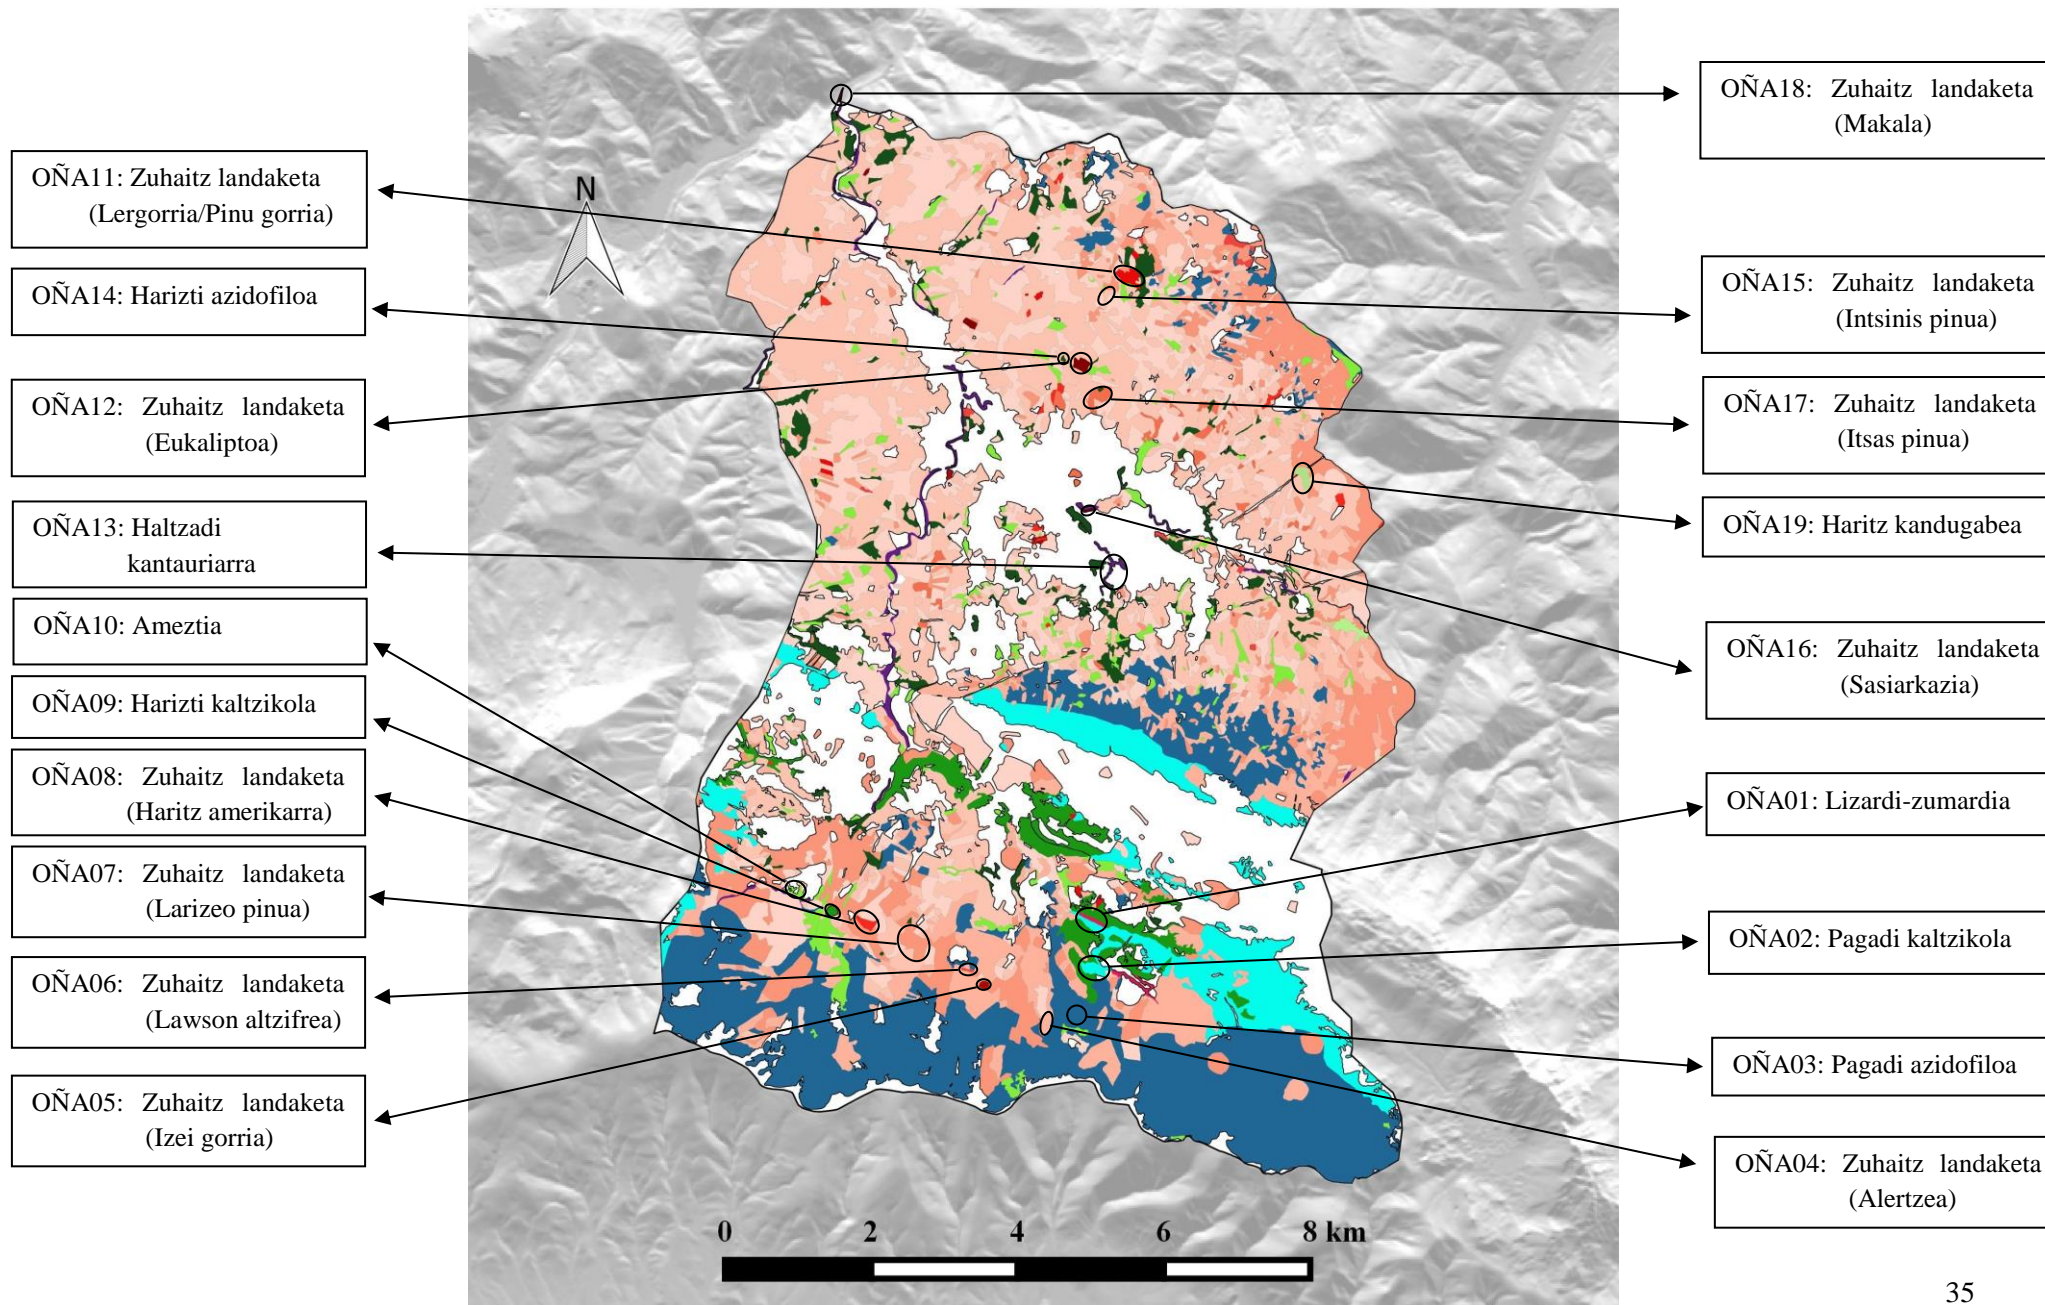 OÑA11: Zuhaitz landaketa
(Lergorria/Pinu gorria)
OÑA14: Harizti azidofiloa
OÑA12: Zuhaitz landaketa
(Eukaliptoa)
OÑA13: Haltzadi
kantauriarra
OÑA10: Ameztia
OÑA09: Harizti kaltzikola
OÑA08: Zuhaitz landaketa
(Haritz amerikarra)
OÑA07: Zuhaitz landaketa
(Larizeo pinua)
OÑA06: Zuhaitz landaketa
(Lawson altzifrea)
OÑA05: Zuhaitz landaketa
(Izei gorria)
N
0 2 4 6 8 km
OÑA18: Zuhaitz landaketa
(Makala)
OÑA15: Zuhaitz landaketa
(Intsinis pinua)
OÑA17: Zuhaitz landaketa
(Itsas pinua)
OÑA19: Haritz kandugabea
OÑA16: Zuhaitz landaketa
(Sasiarkazia)
OÑA01: Lizardi-zumardia
OÑA02: Pagadi kaltzikola
OÑA03: Pagadi azidofiloa
OÑA04: Zuhaitz landaketa
(Alertzea)
35